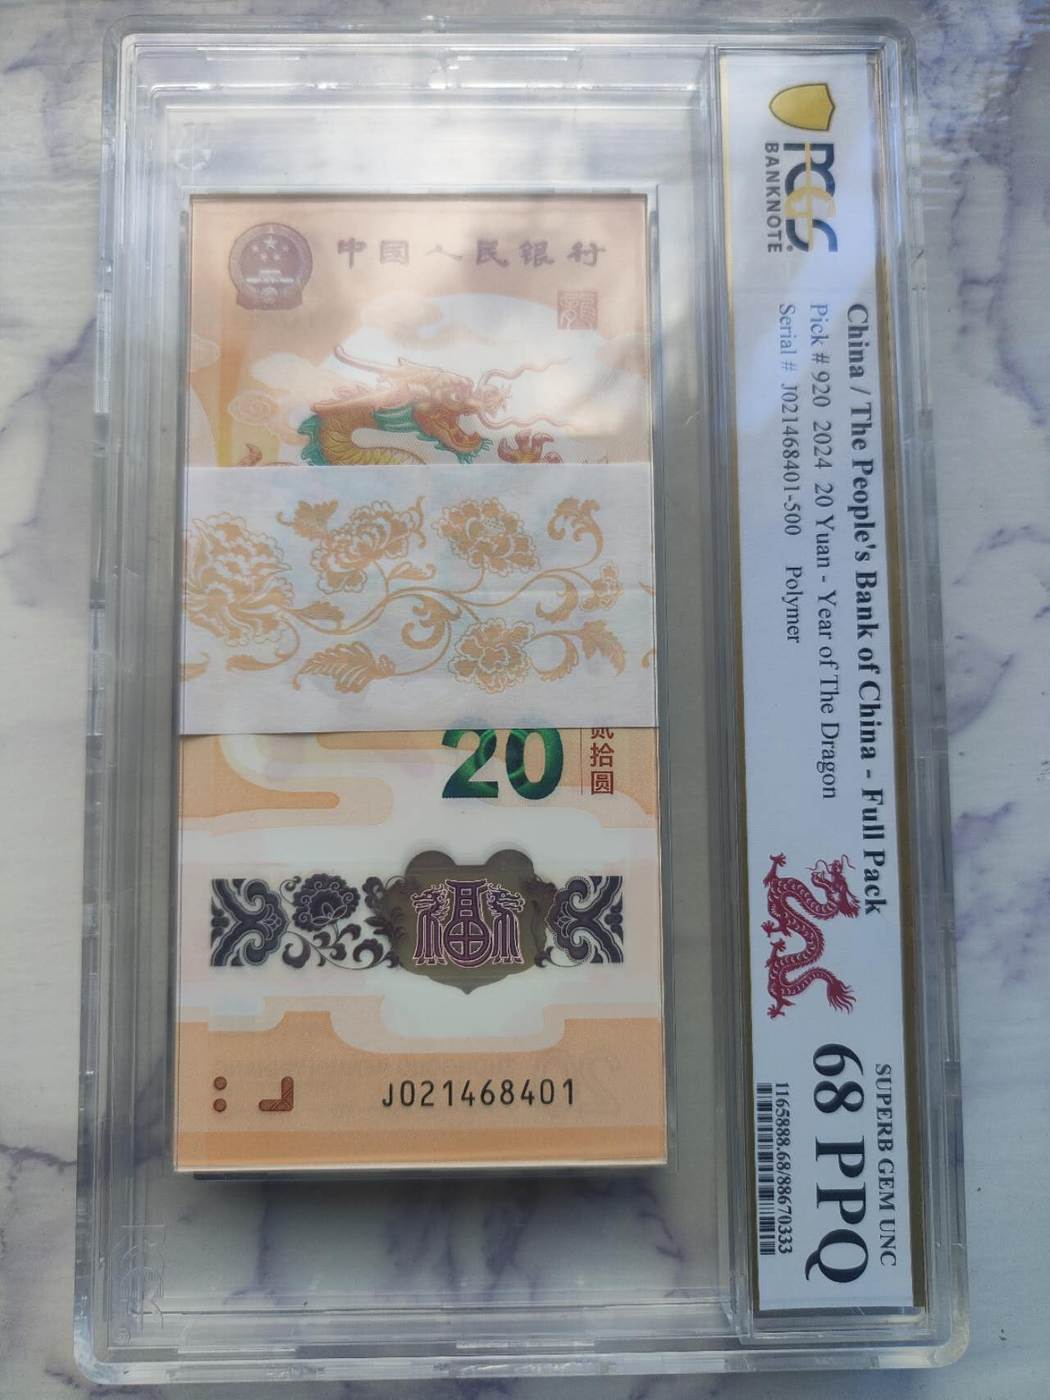 中国人民银行
龍
20
贰拾圆
J021468401
PCGS
BANKNOTE
China / The People's Bank of China - Full Pack
Pick # 920 2024 20 Yuan - Year of The Dragon
Serial # J021468401-500 Polymer
SUPERB GEM UNC
68 PPQ
1165888.68/88670333